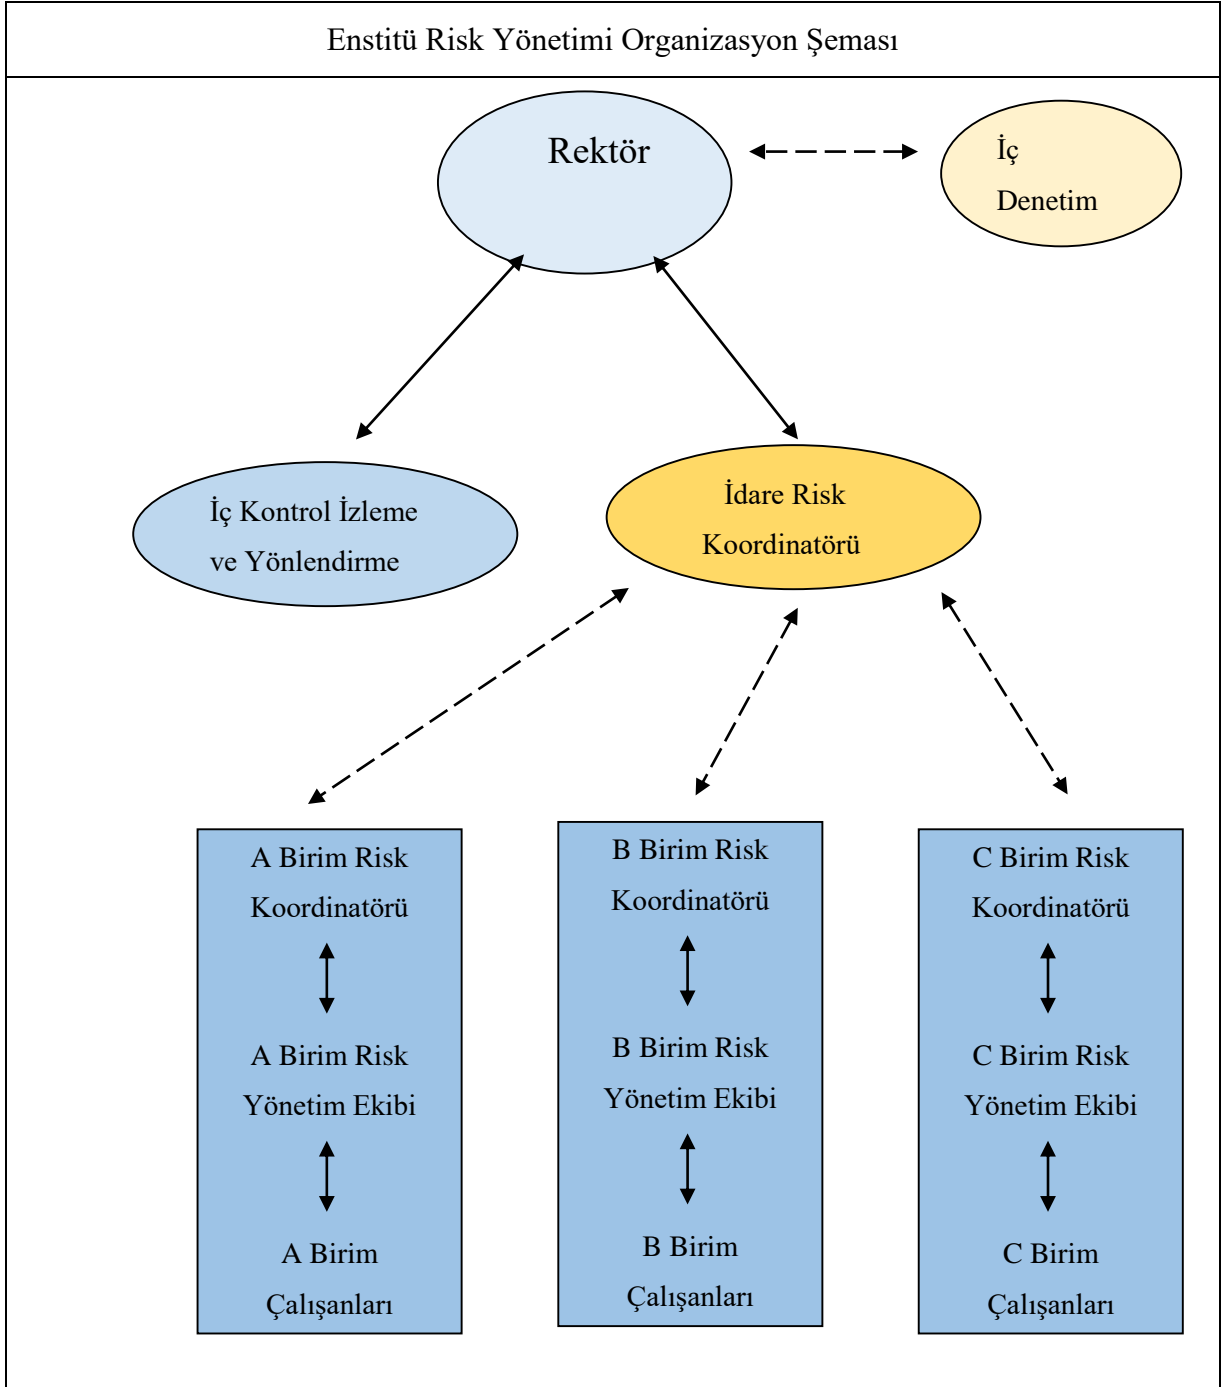 Enstitü Risk Yönetimi Organizasyon Şeması
Rektör
İç
Denetim
İç Kontrol İzleme
ve Yönlendirme
İdare Risk
Koordinatörü
A Birim Risk
Koordinatörü
A Birim Risk
Yönetim Ekibi
A Birim
Çalışanları
B Birim Risk
Koordinatörü
B Birim Risk
Yönetim Ekibi
B Birim
Çalışanları
C Birim Risk
Koordinatörü
C Birim Risk
Yönetim Ekibi
C Birim
Çalışanları